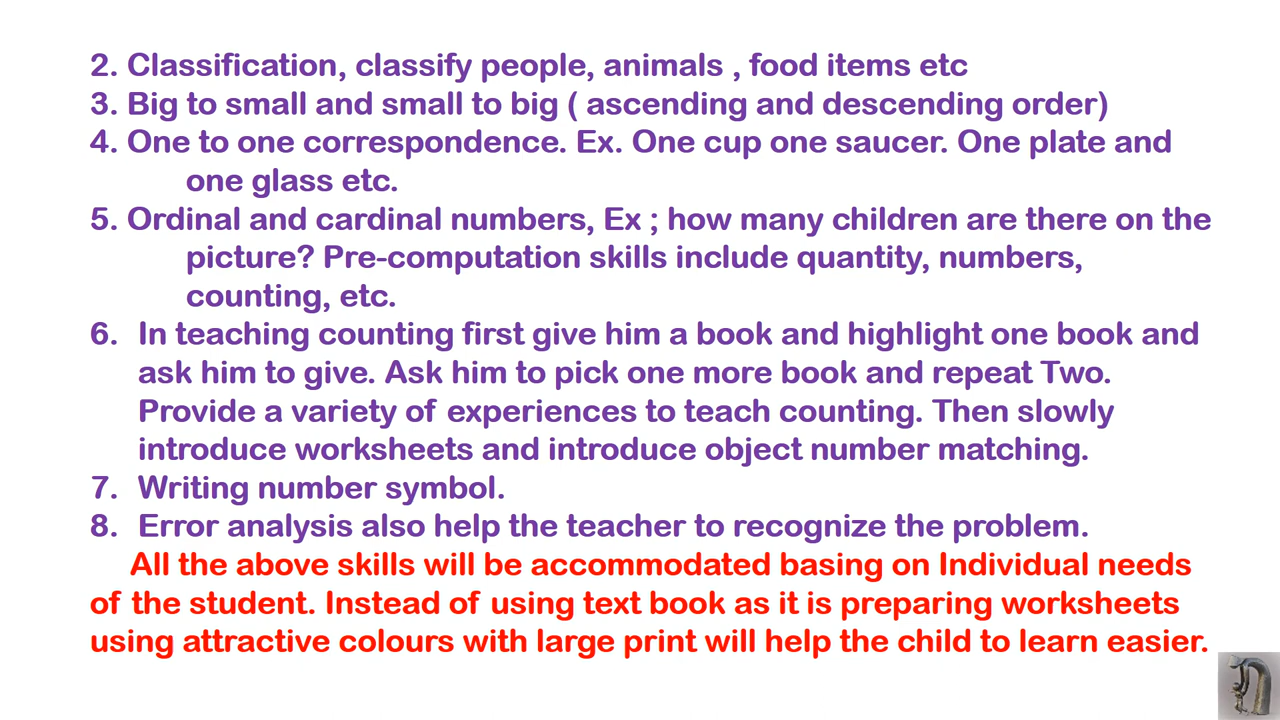 2. Classification, classify people, animals , food items etc
3. Big to small and small to big ( ascending and descending order)
4. One to one correspondence. Ex. One cup one saucer. One plate and
one glass etc.
5. Ordinal and cardinal numbers, Ex ; how many children are there on the
picture? Pre-computation skills include quantity, numbers,
counting, etc.
6. In teaching counting first give him a book and highlight one book and
ask him to give. Ask him to pick one more book and repeat Two.
Provide a variety of experiences to teach counting. Then slowly
introduce worksheets and introduce object number matching.
7. Writing number symbol.
8. Error analysis also help the teacher to recognize the problem.
All the above skills will be accommodated basing on Individual needs
of the student. Instead of using text book as it is preparing worksheets
using attractive colours with large print will help the child to learn easier.